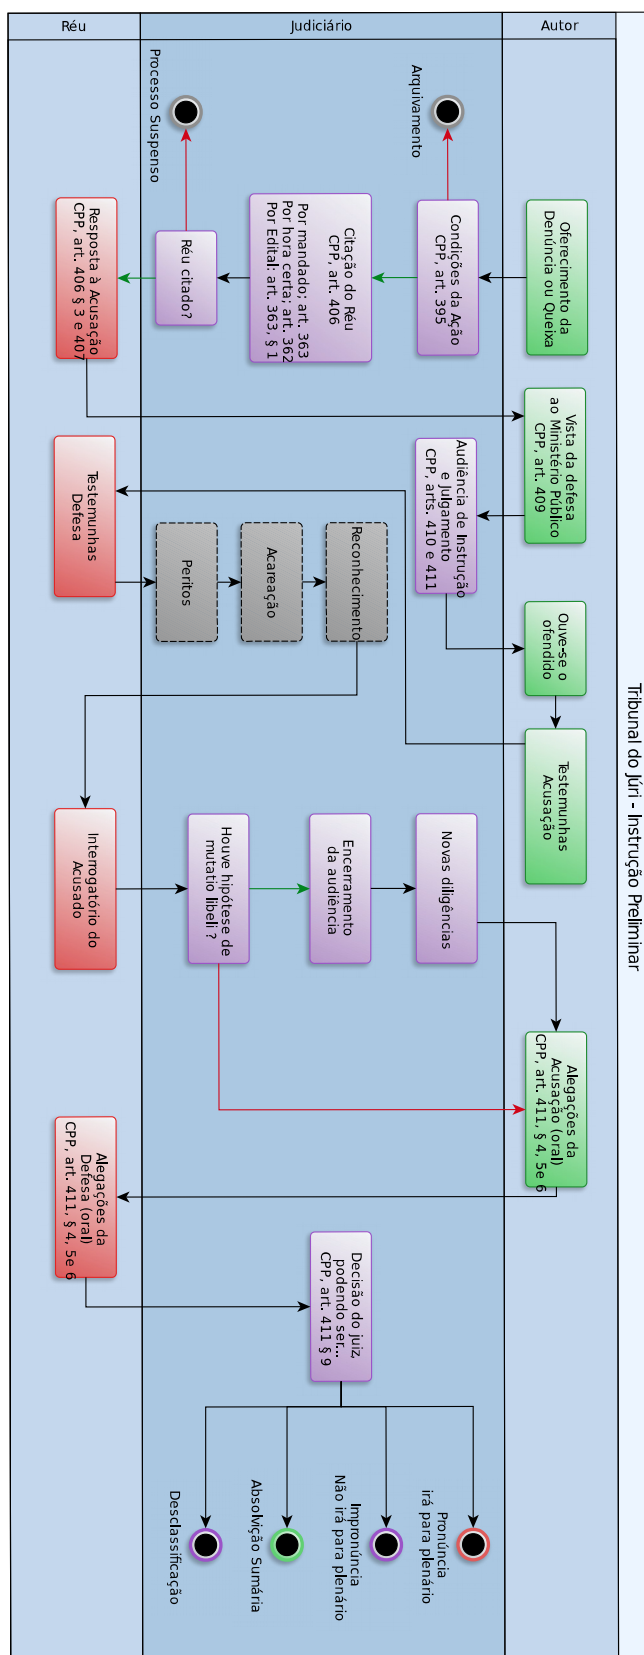 Tribunal do Júri - Instrução Preliminar
Réu
Judiciário
Autor
Processo Suspenso
Arquivamento
Oferecimento da
Denúncia ou Queixa
Condições da Ação
CPP, art. 395
Citação do Réu
CPP, art. 406
Por mandado; art. 363
Por hora certa; art. 362
Por Edital: art. 363, § 1
Réu citado?
Resposta à Acusação
CPP, art. 406 § 3 e 407
Vista da defesa
ao Ministério Público
CPP, art. 409
Audiência de Instrução
e Julgamento
CPP, arts. 410 e 411
Ouve-se o
ofendido
Testemunhas
Acusação
Testemunhas
Defesa
Peritos
Acareação
Reconhecimento
Interrogatório do
Acusado
Houve hipótese de
mutatio libeli ?
Encerramento
da audiência
Novas diligências
Alegações da
Acusação (oral)
CPP, art. 411, § 4, 5e 6
Alegações da
Defesa (oral)
CPP, art. 411, § 4, 5e 6
Decisão do juiz,
podendo ser...
CPP, art. 411 § 9
Pronúncia
irá para plenário
Impronúncia
Não irá para plenário
Absolvição Sumária
Desclassificação